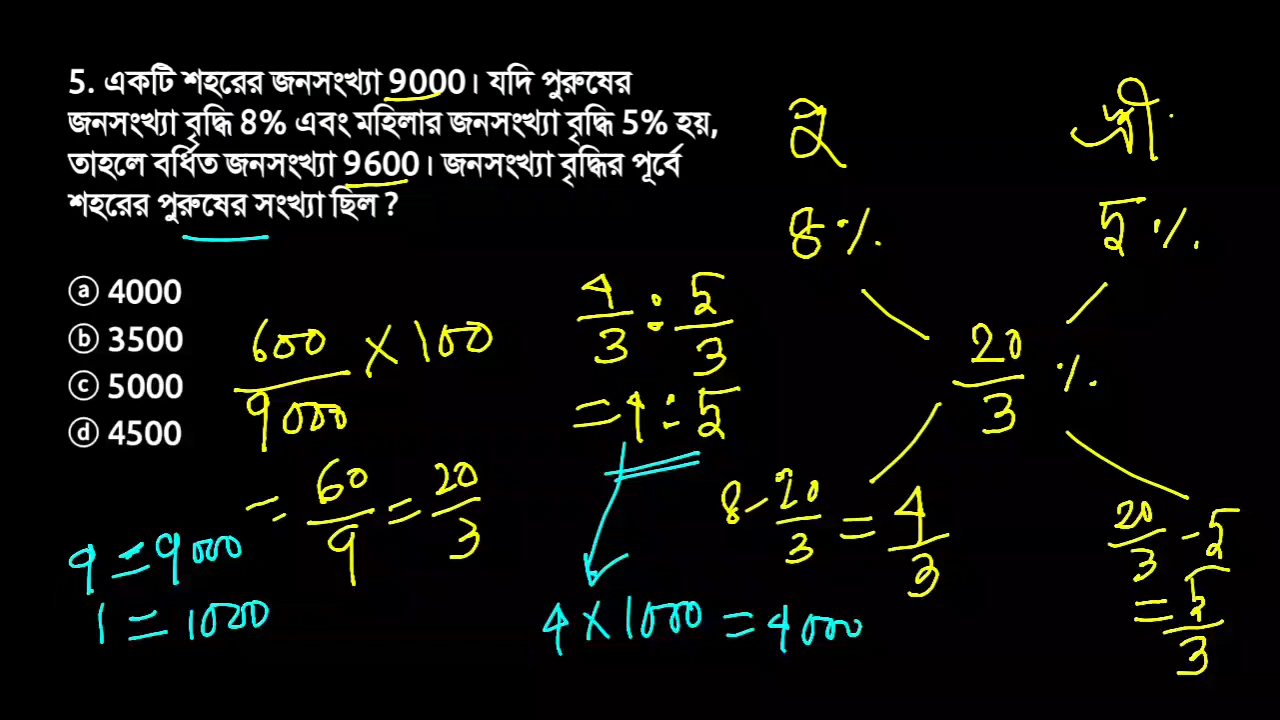 5. একটি শহরের জনসংখ্যা 9000। যদি পুরুষের
জনসংখ্যা বৃদ্ধি 8% এবং মহিলার জনসংখ্যা বৃদ্ধি 5% হয়,
তাহলে বর্ধিত জনসংখ্যা 9600। জনসংখ্যা বৃদ্ধির পূর্বে
শহরের পুরুষের সংখ্যা ছিল ?
ⓐ 4000
ⓑ 3500
ⓒ 5000
ⓓ 4500
600/9000 × 100
= 60/9 = 20/3
9 = 9000
1 = 1000
4/3 : 5/3
= 4 : 5
4 × 1000 = 4000
স্ত্রী
8% 5%
20/3 %
8 - 20/3 = 4/3
20/3 - 5
= 5/3